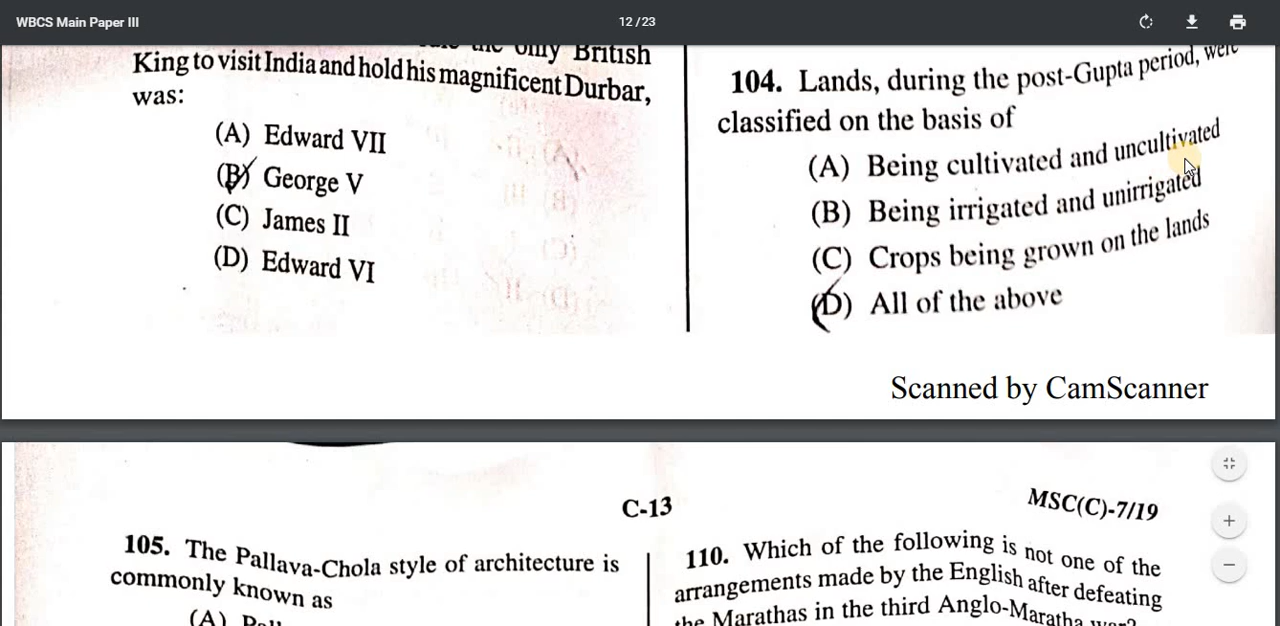 WBCS Main Paper III
12 / 23
the only British
King to visit India and hold his magnificent Durbar,
was:
(A) Edward VII
(B) George V
(C) James II
(D) Edward VI
104. Lands, during the post-Gupta period, were
classified on the basis of
(A) Being cultivated and uncultivated
(B) Being irrigated and unirrigated
(C) Crops being grown on the lands
(D) All of the above
Scanned by CamScanner
C-13
MSC(C)-7/19
105. The Pallava-Chola style of architecture is
commonly known as
(A)
110. Which of the following is not one of the
arrangements made by the English after defeating
the Marathas in the third Anglo-Maratha war?